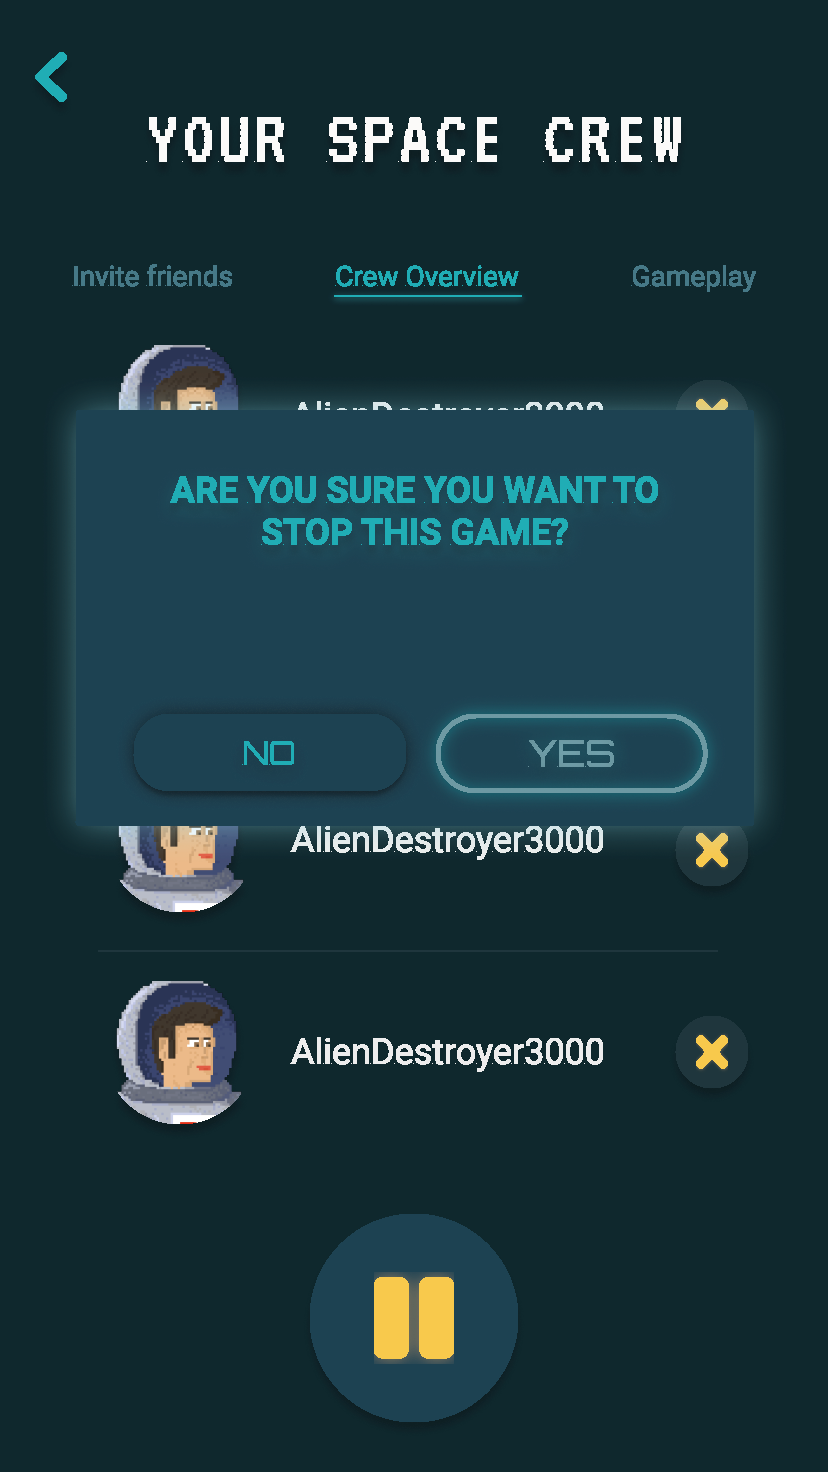 YOUR SPACE CREW
Invite friends Crew Overview Gameplay
AlienDestroyer3000
ARE YOU SURE YOU WANT TO
STOP THIS GAME?
NO YES
AlienDestroyer3000
AlienDestroyer3000